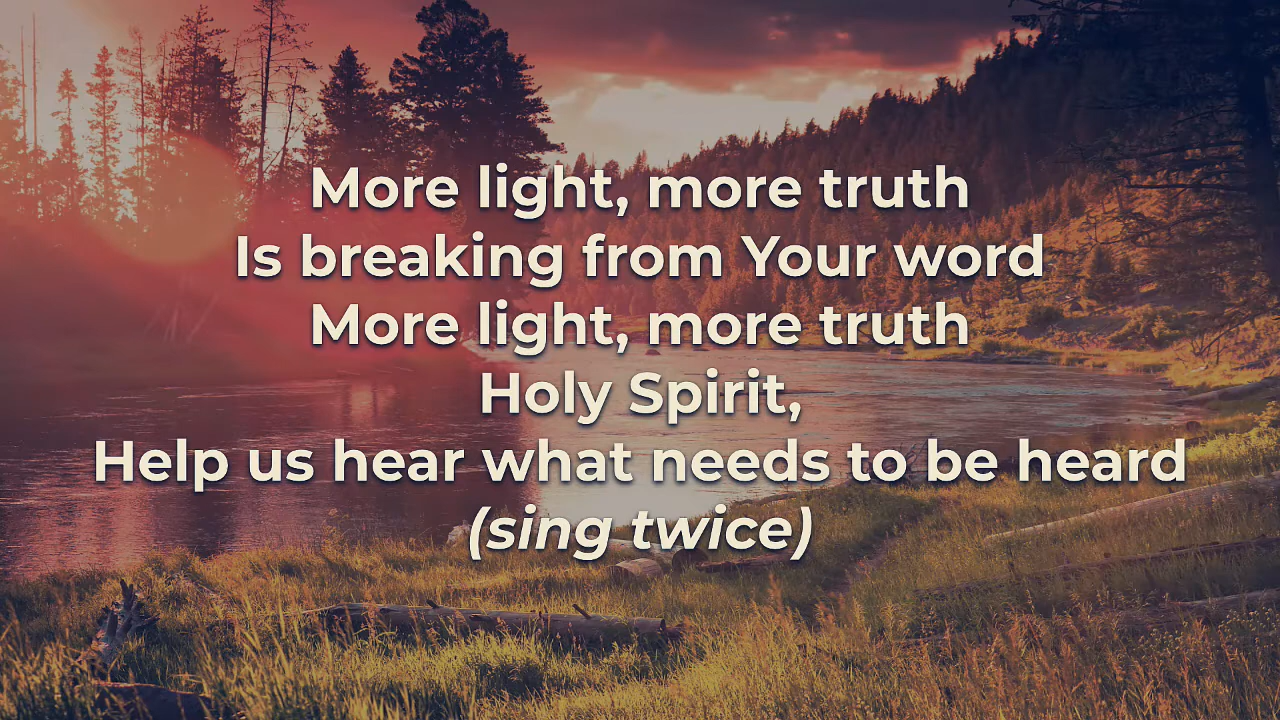 More light, more truth
Is breaking from Your word
More light, more truth
Holy Spirit,
Help us hear what needs to be heard
(sing twice)